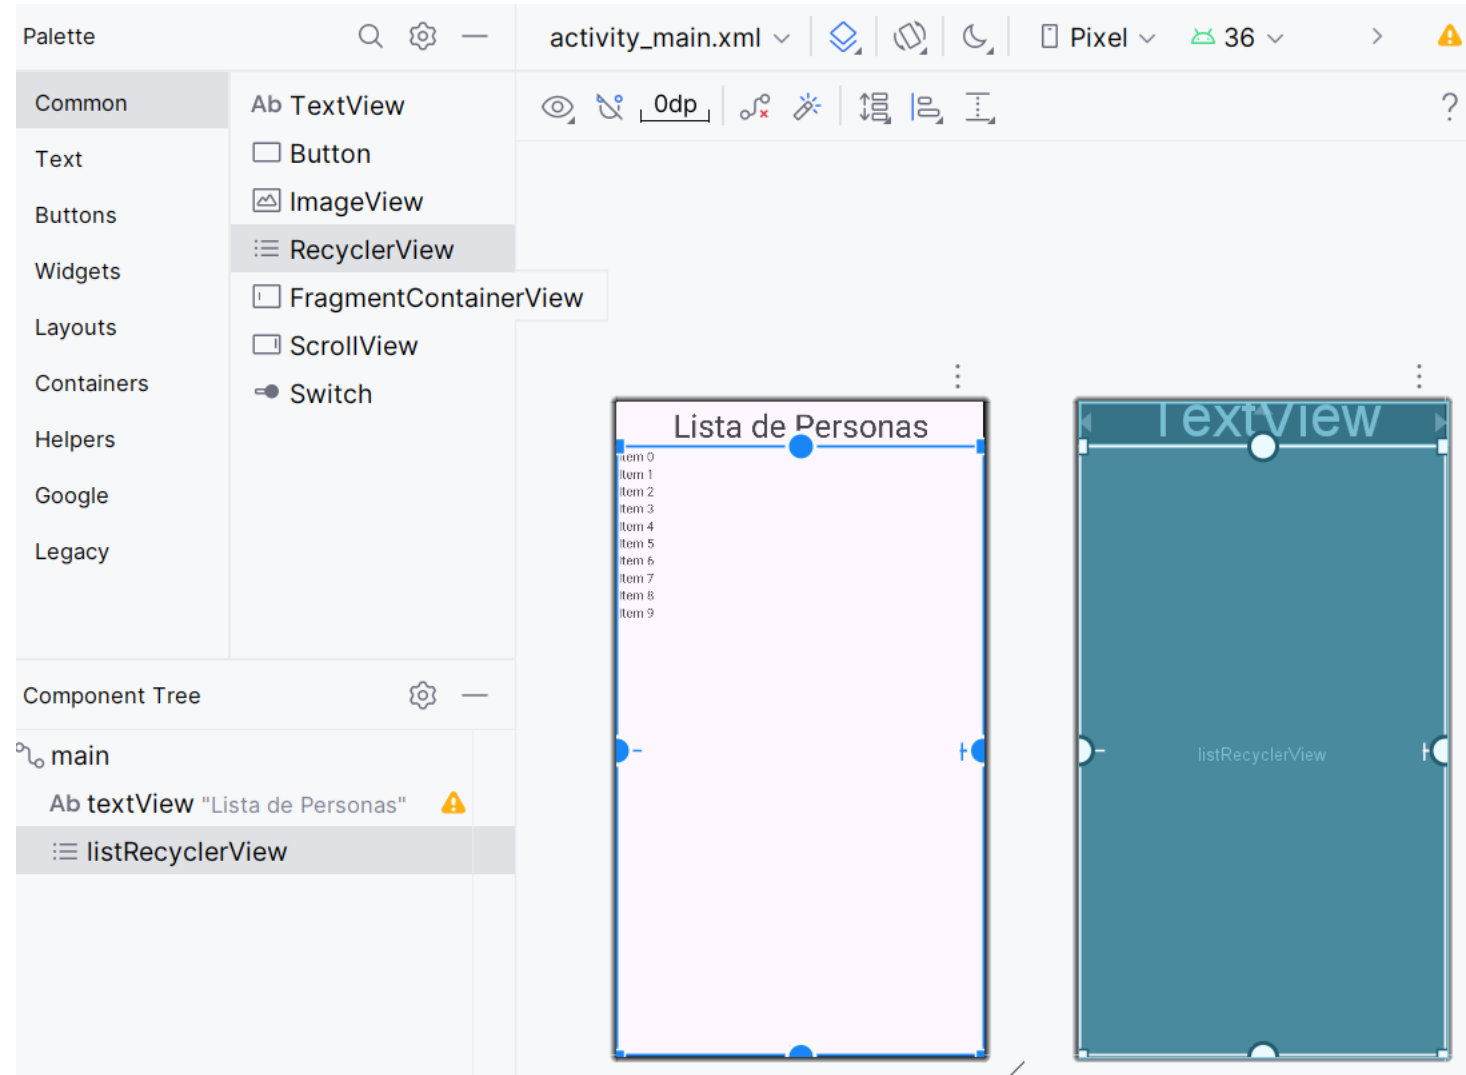 Palette
activity_main.xml
Pixel
36
Common
Text
Buttons
Widgets
Layouts
Containers
Helpers
Google
Legacy
Ab TextView
Button
ImageView
RecyclerView
FragmentContainerView
ScrollView
Switch
0dp
?
Component Tree
main
Ab textView "Lista de Personas"
listRecyclerView
Lista de Personas
Item 0
Item 1
Item 2
Item 3
Item 4
Item 5
Item 6
Item 7
Item 8
Item 9
TextView
listRecyclerView